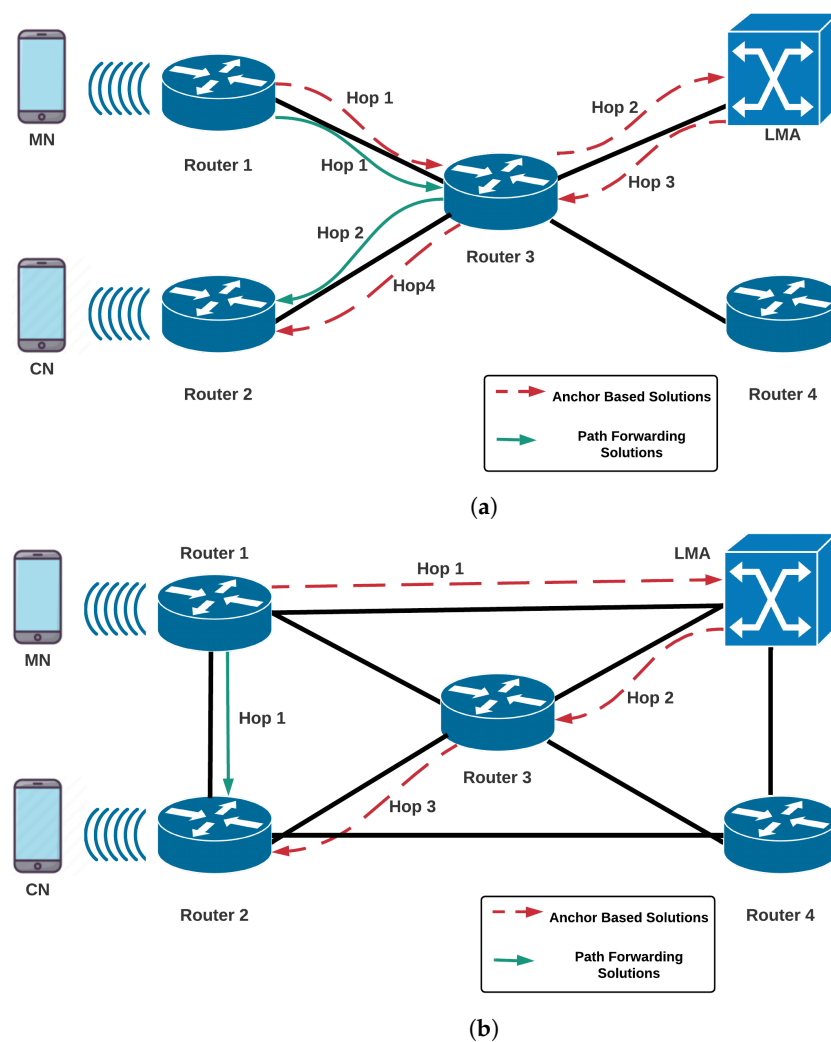 MN
Router 1
Hop 1
Hop 1
Hop 2
LMA
Hop 3
Router 3
Hop 2
Hop4
CN
Router 2
Router 4
Anchor Based Solutions
Path Forwarding
Solutions
(a)
Router 1
LMA
Hop 1
MN
Hop 2
Hop 1
Router 3
Hop 3
CN
Router 2
Router 4
Anchor Based Solutions
Path Forwarding
Solutions
(b)